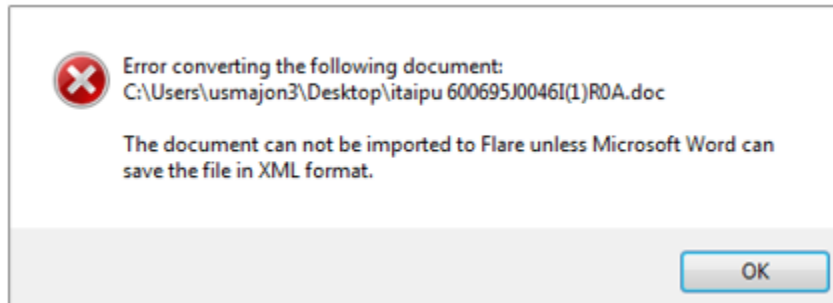 Error converting the following document:
C:\Users\usmajon3\Desktop\itaipu 600695J0046I(1)R0A.doc
The document can not be imported to Flare unless Microsoft Word can
save the file in XML format.
OK